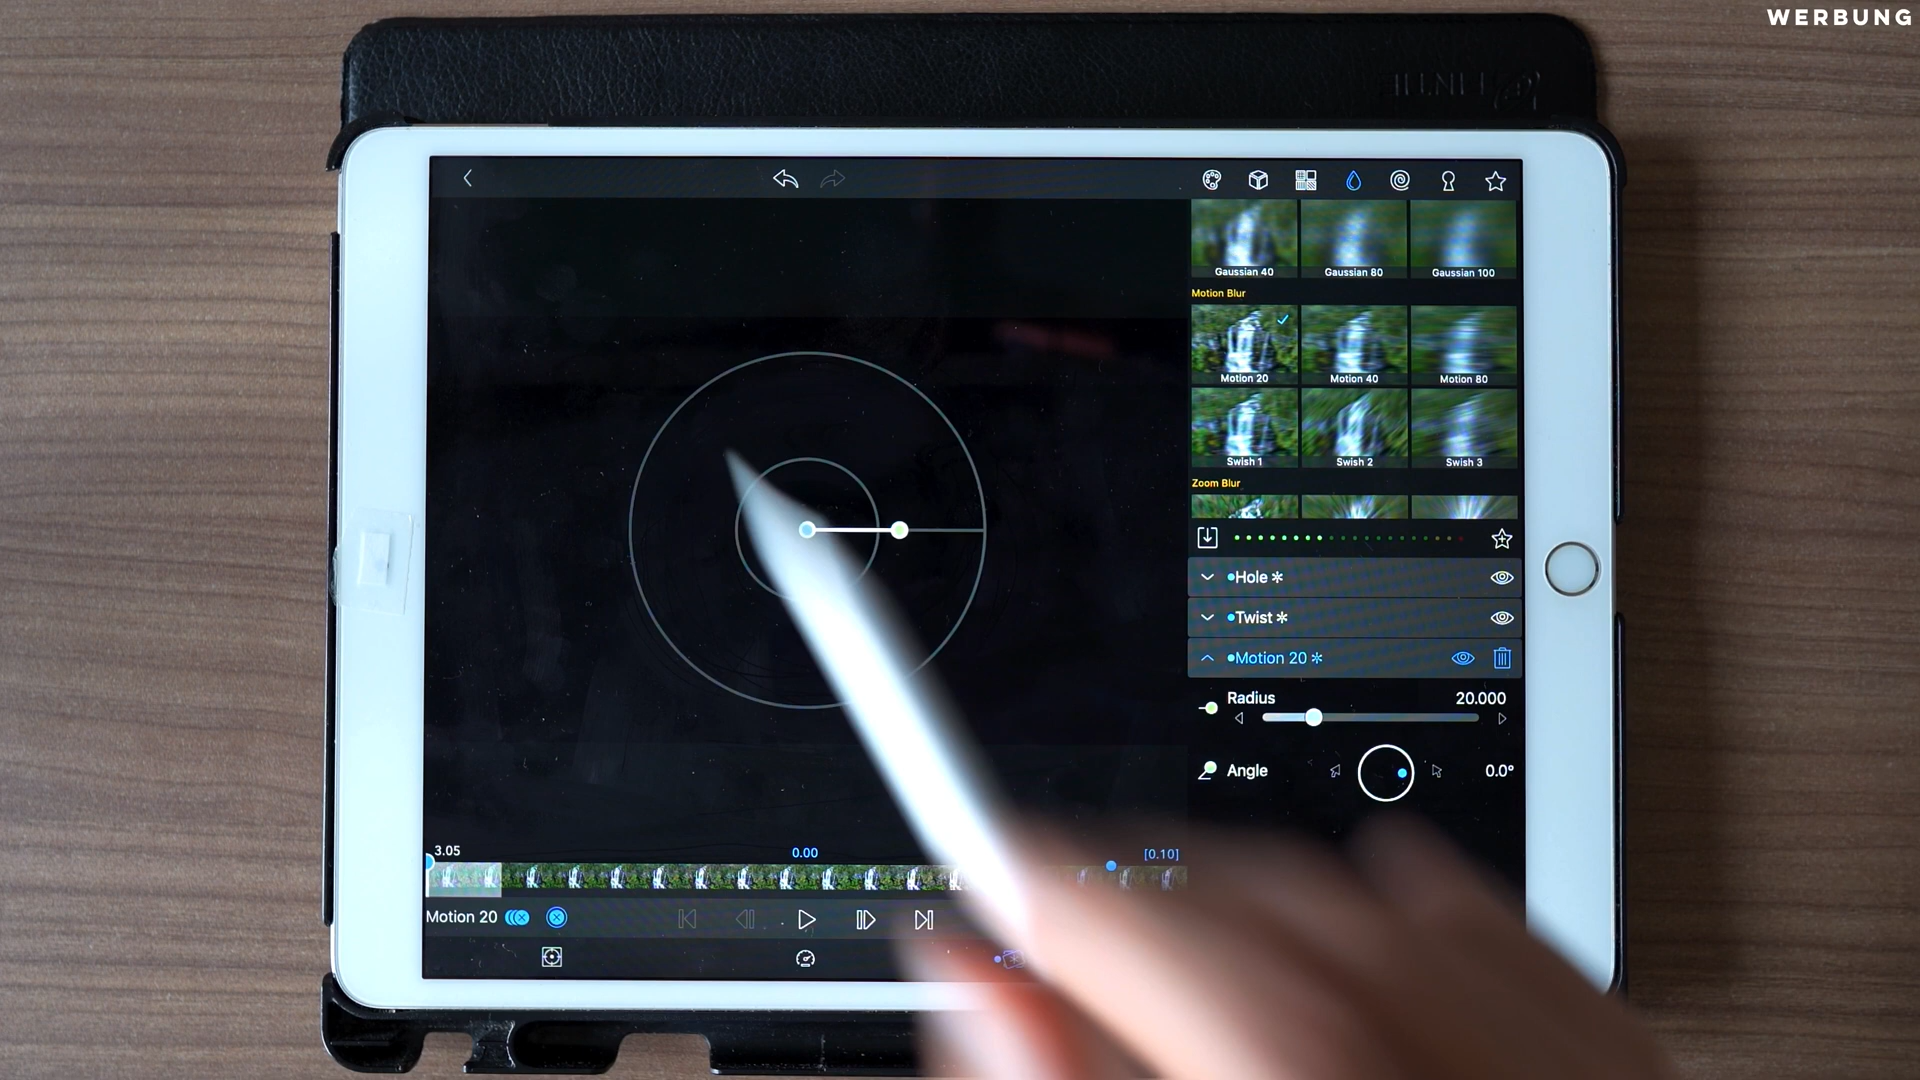 WERBUNG
Gaussian 40
Gaussian 80
Gaussian 100
Motion Blur
Motion 20
Motion 40
Motion 80
Swish 1
Swish 2
Swish 3
Zoom Blur
Hole *
Twist *
Motion 20 *
Radius
20.000
Angle
0.0°
3.05
0.00
[0.10]
Motion 20